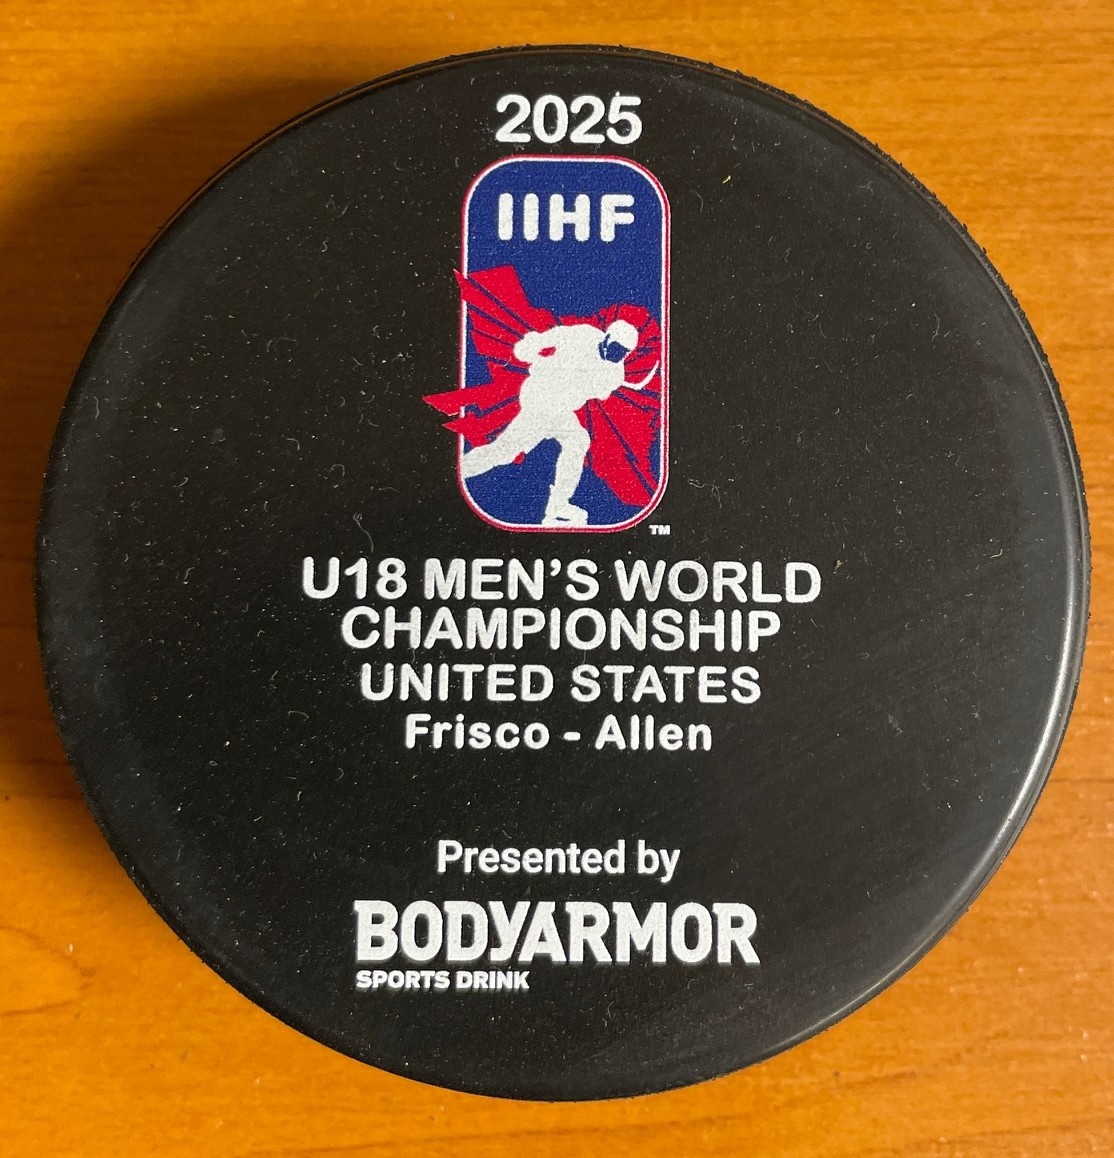 2025
IIHF
TM
U18 MEN'S WORLD
CHAMPIONSHIP
UNITED STATES
Frisco - Allen
Presented by
BODYARMOR
SPORTS DRINK